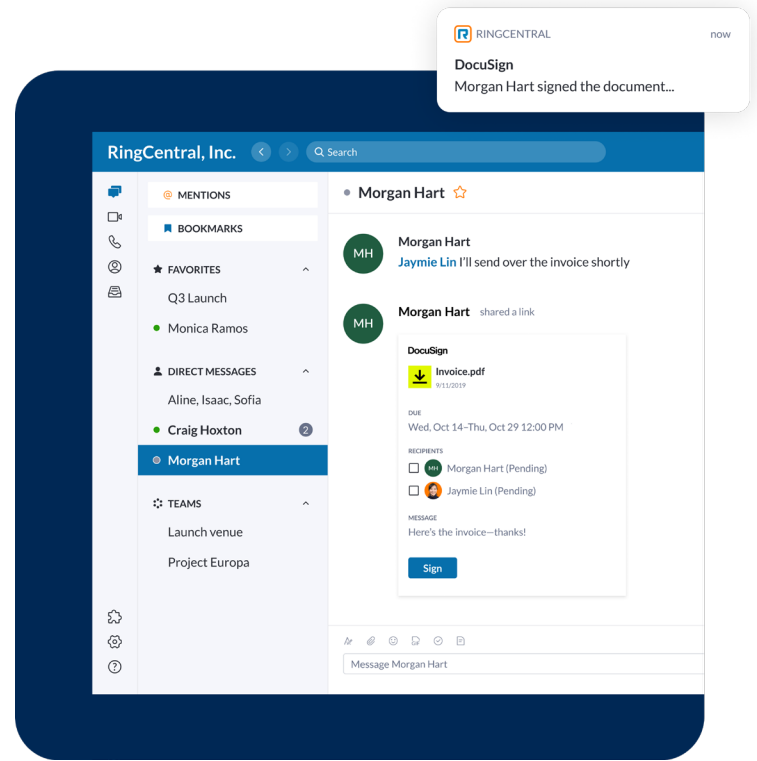 RINGCENTRAL now
DocuSign
Morgan Hart signed the document...
RingCentral, Inc.
Search
@ MENTIONS
BOOKMARKS
FAVORITES
Q3 Launch
Monica Ramos
DIRECT MESSAGES
Aline, Isaac, Sofia
Craig Hoxton 2
Morgan Hart
TEAMS
Launch venue
Project Europa
Morgan Hart
MH
Morgan Hart
Jaymie Lin I'll send over the invoice shortly
MH
Morgan Hart shared a link
DocuSign
Invoice.pdf
9/11/2019
DUE
Wed, Oct 14–Thu, Oct 29 12:00 PM
RECIPIENTS
MH Morgan Hart (Pending)
Jaymie Lin (Pending)
MESSAGE
Here's the invoice—thanks!
Sign
Message Morgan Hart